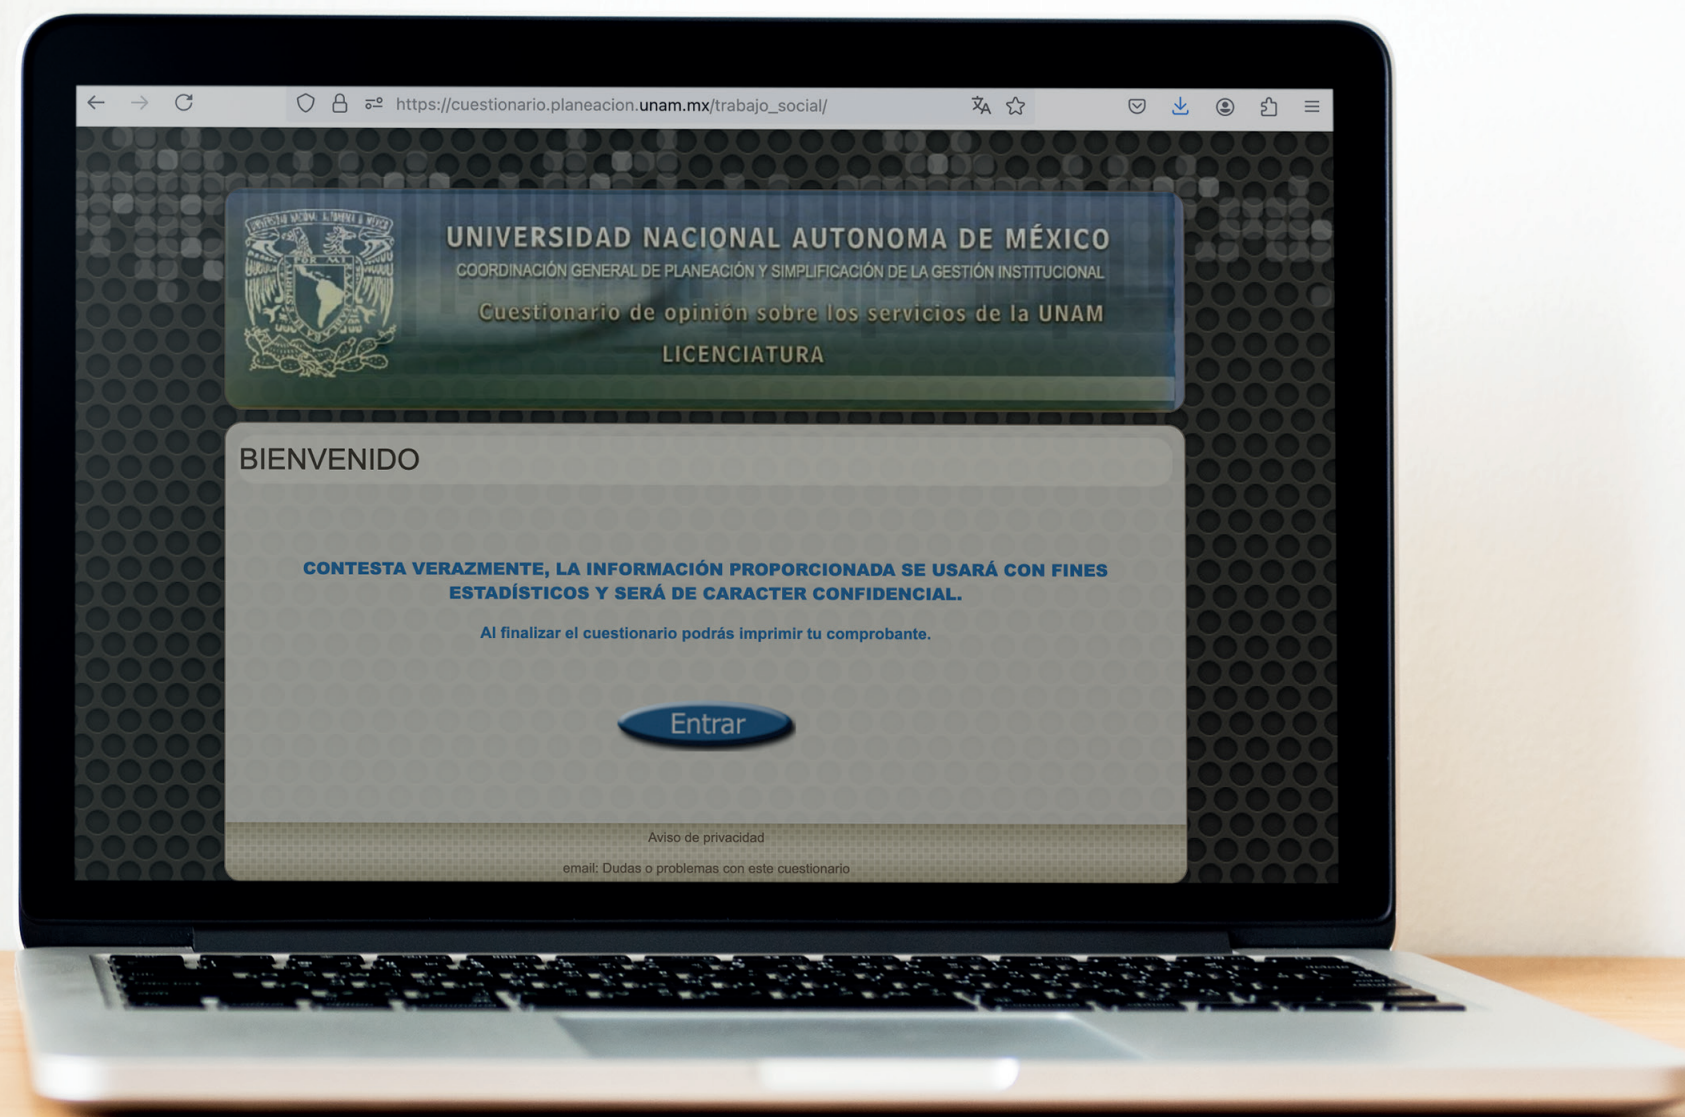 https://cuestionario.planeacion.unam.mx/trabajo_social/
POR MI
UNIVERSIDAD NACIONAL AUTONOMA DE MÉXICO
COORDINACIÓN GENERAL DE PLANEACIÓN Y SIMPLIFICACIÓN DE LA GESTIÓN INSTITUCIONAL
Cuestionario de opinión sobre los servicios de la UNAM
LICENCIATURA
BIENVENIDO
CONTESTA VERAZMENTE, LA INFORMACIÓN PROPORCIONADA SE USARÁ CON FINES
ESTADÍSTICOS Y SERÁ DE CARACTER CONFIDENCIAL.
Al finalizar el cuestionario podrás imprimir tu comprobante.
Entrar
Aviso de privacidad
email: Dudas o problemas con este cuestionario